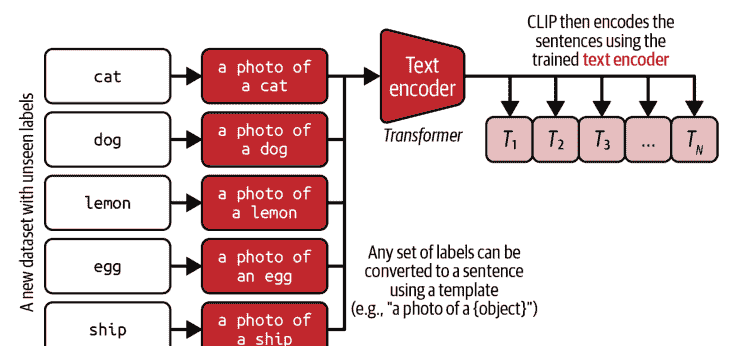 A new dataset with unseen labels
cat
a photo of
a cat
dog
a photo of
a dog
lemon
a photo of
a lemon
egg
a photo of
an egg
ship
a photo of
a ship
Text
encoder
Transformer
CLIP then encodes the
sentences using the
trained text encoder
T1
T2
T3
...
TN
Any set of labels can be
converted to a sentence
using a template
(e.g., "a photo of a {object}")